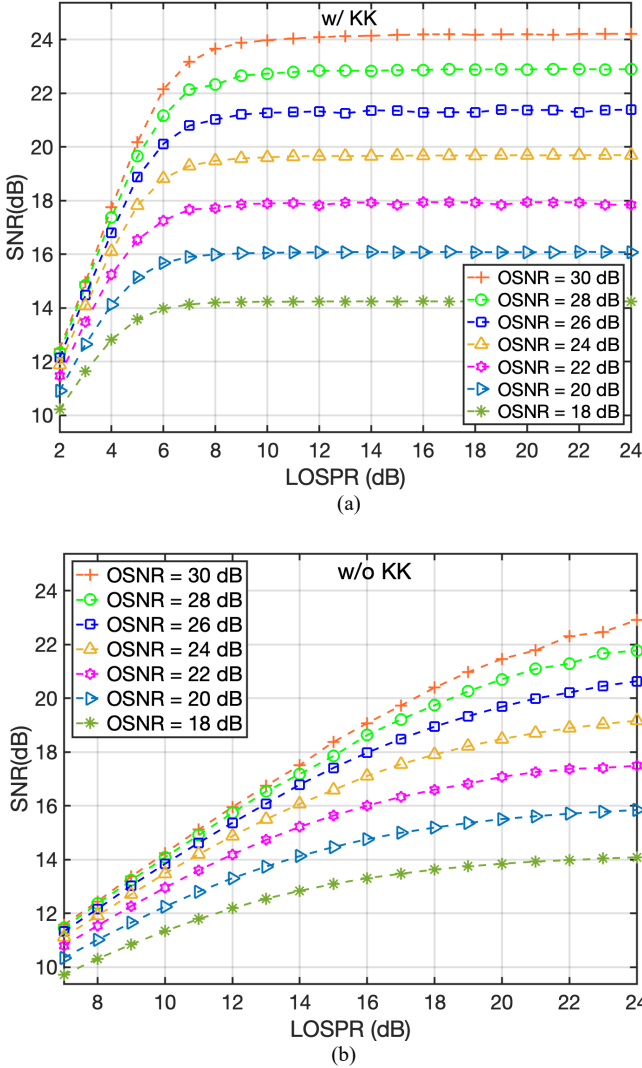 w/ KK
24
22
20
18
16
14
12
10
SNR(dB)
OSNR = 30 dB
OSNR = 28 dB
OSNR = 26 dB
OSNR = 24 dB
OSNR = 22 dB
OSNR = 20 dB
OSNR = 18 dB
2 4 6 8 10 12 14 16 18 20 22 24
LOSPR (dB)
(a)
w/o KK
OSNR = 30 dB
OSNR = 28 dB
OSNR = 26 dB
OSNR = 24 dB
OSNR = 22 dB
OSNR = 20 dB
OSNR = 18 dB
24
22
20
18
16
14
12
10
SNR(dB)
8 10 12 14 16 18 20 22 24
LOSPR (dB)
(b)